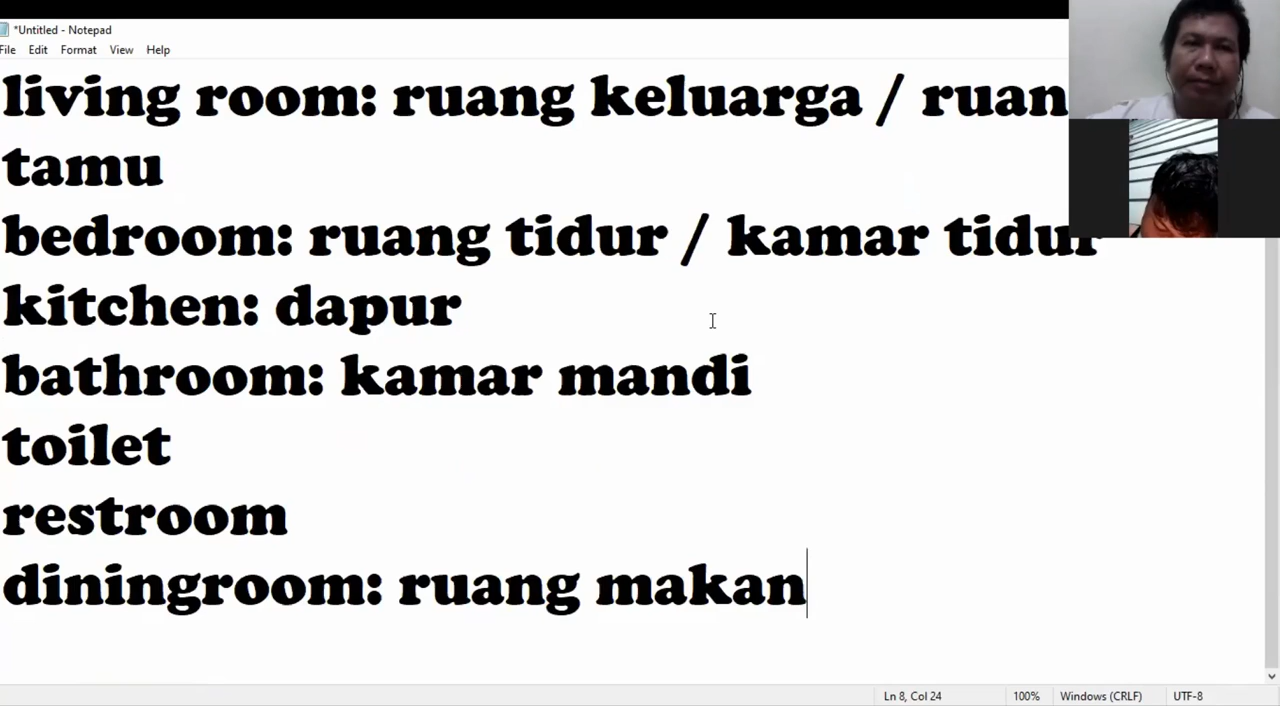 *Untitled - Notepad
File Edit Format View Help
living room: ruang keluarga /
tamu
bedroom: ruang tidur / kamar tidur
kitchen: dapur
bathroom: kamar mandi
toilet
restroom
diningroom: ruang makan
Ln 8, Col 24 100% Windows (CRLF) UTF-8